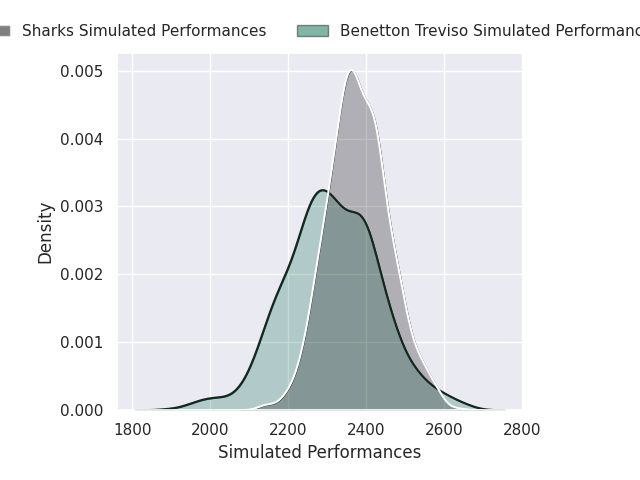 Sharks Simulated Performances
Benetton Treviso Simulated
0.005
0.004
0.003
0.002
0.001
0.000
Density
1800 2000 2200 2400 2600 2800
Simulated Performances